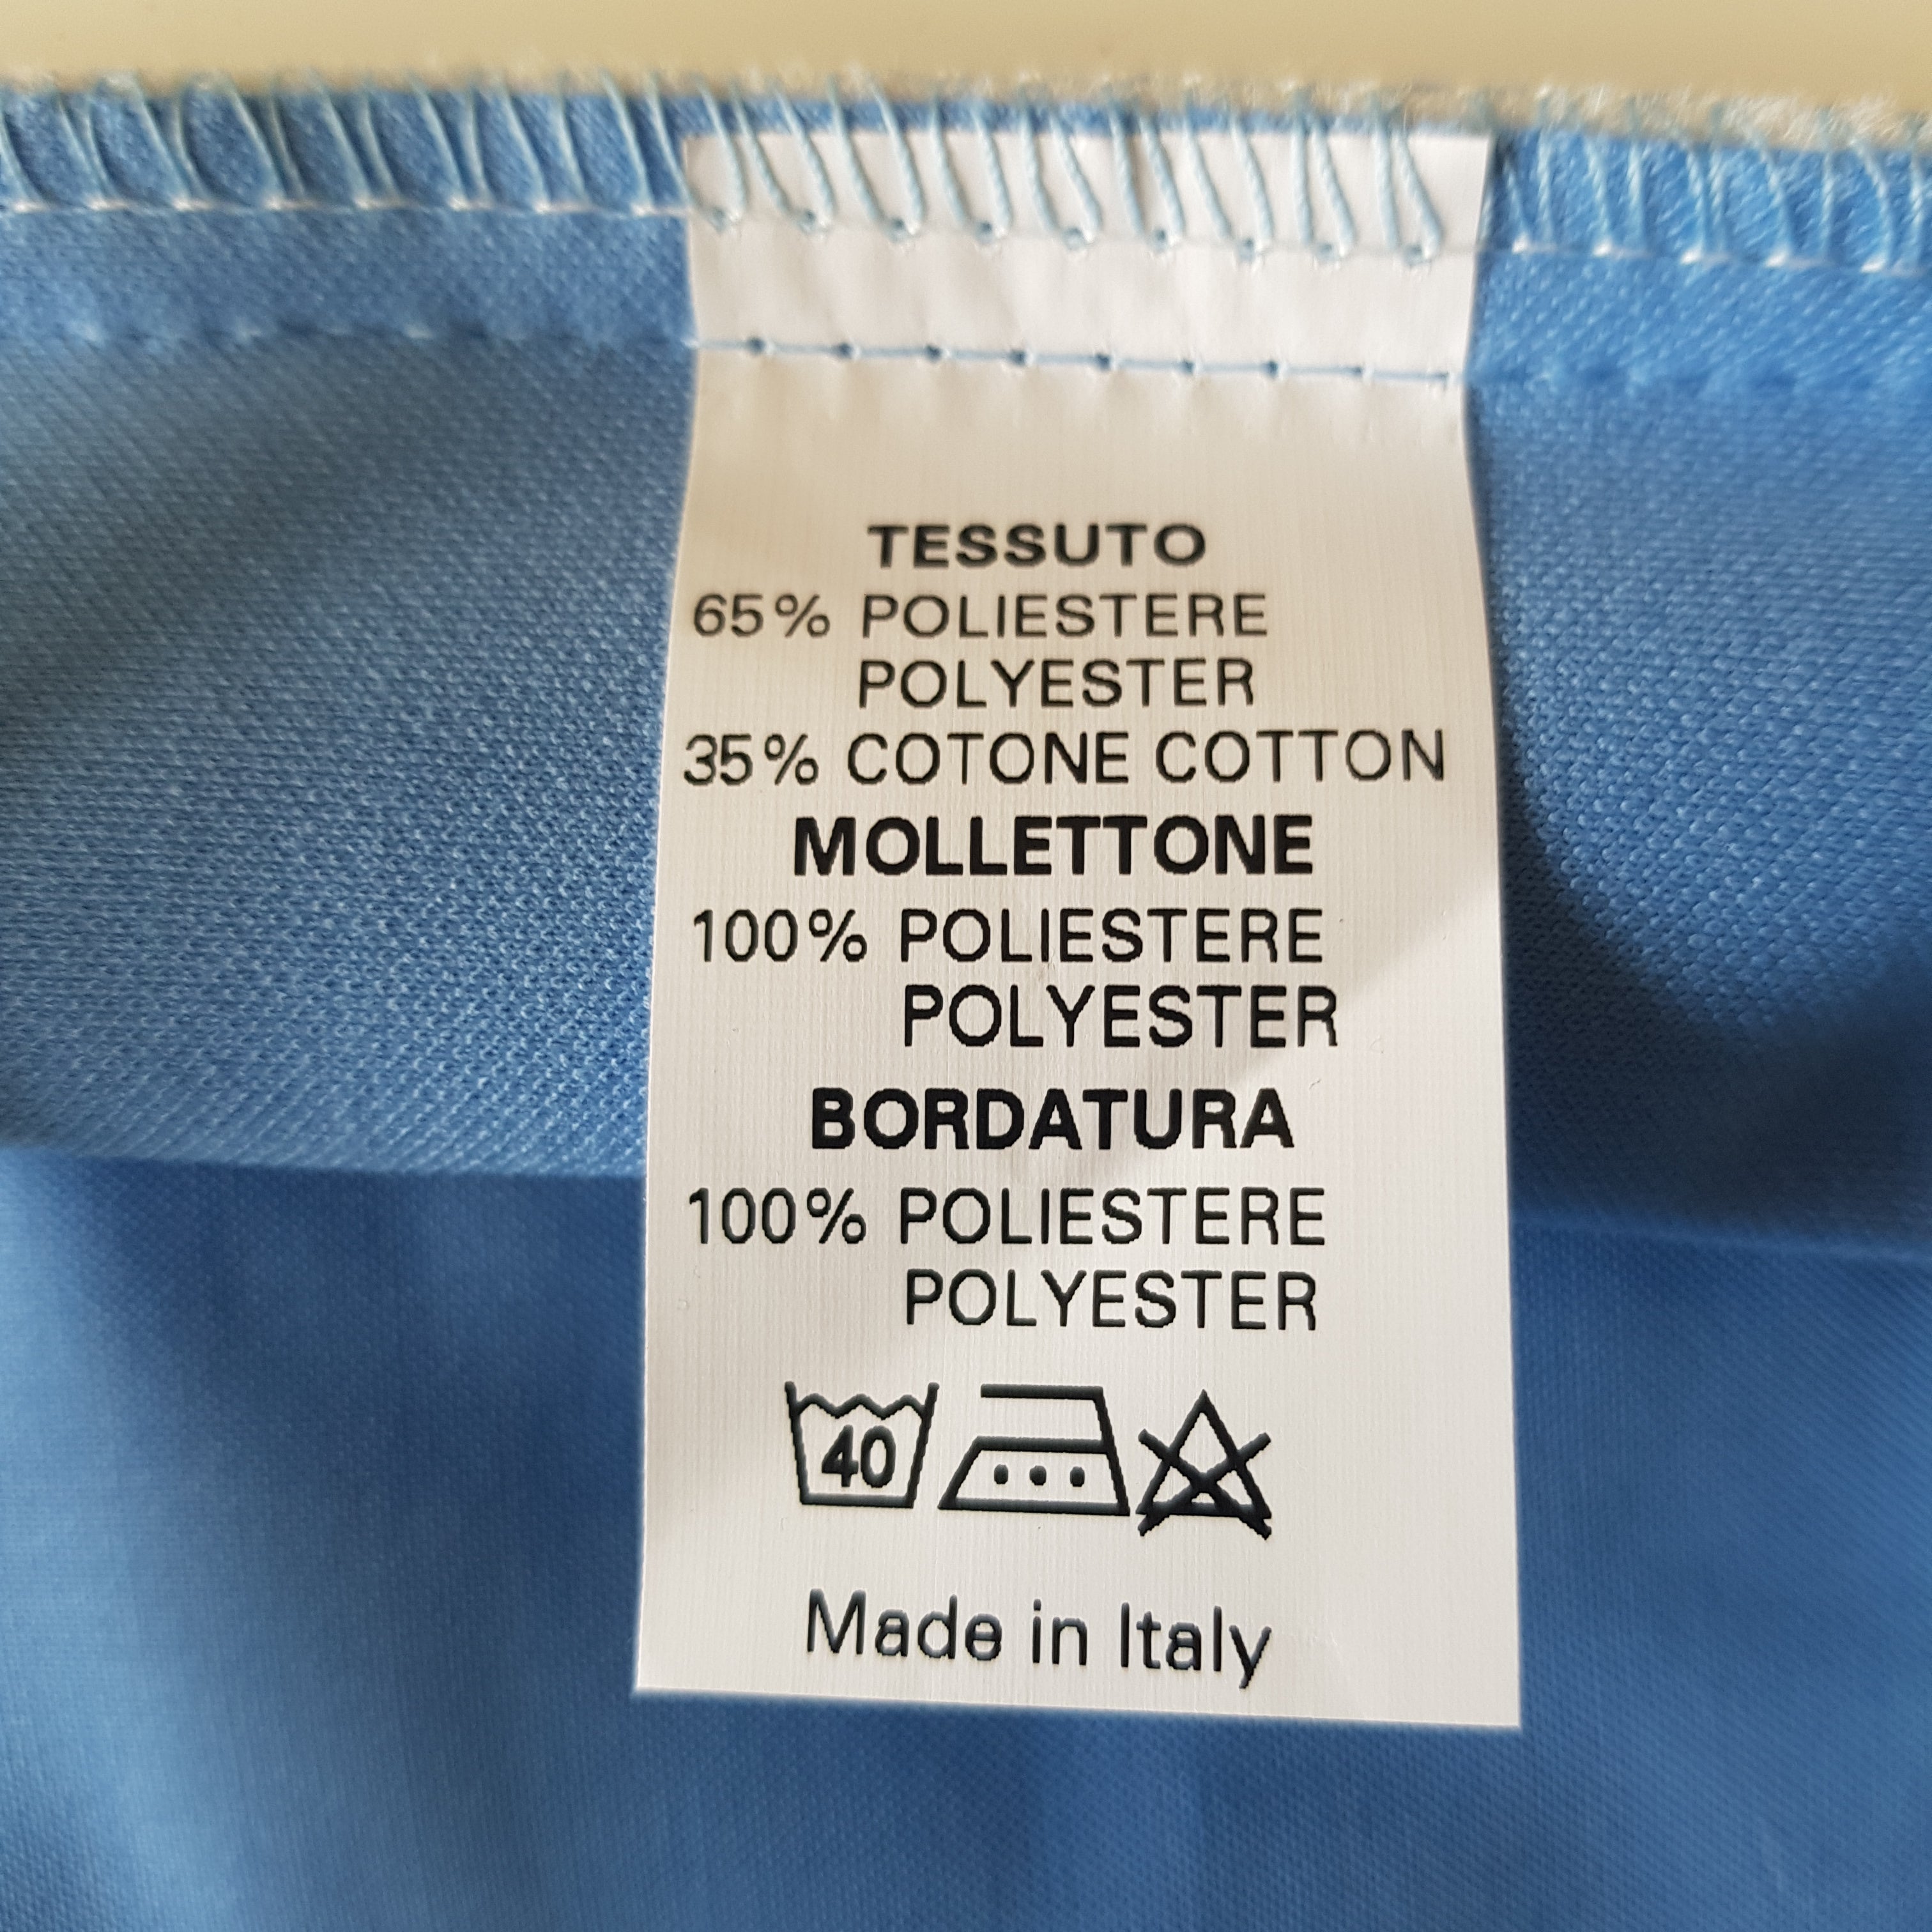 TESSUTO
65% POLIESTERE
POLYESTER
35% COTONE COTTON
MOLLETTONE
100% POLIESTERE
POLYESTER
BORDATURA
100% POLIESTERE
POLYESTER
40
Made in Italy